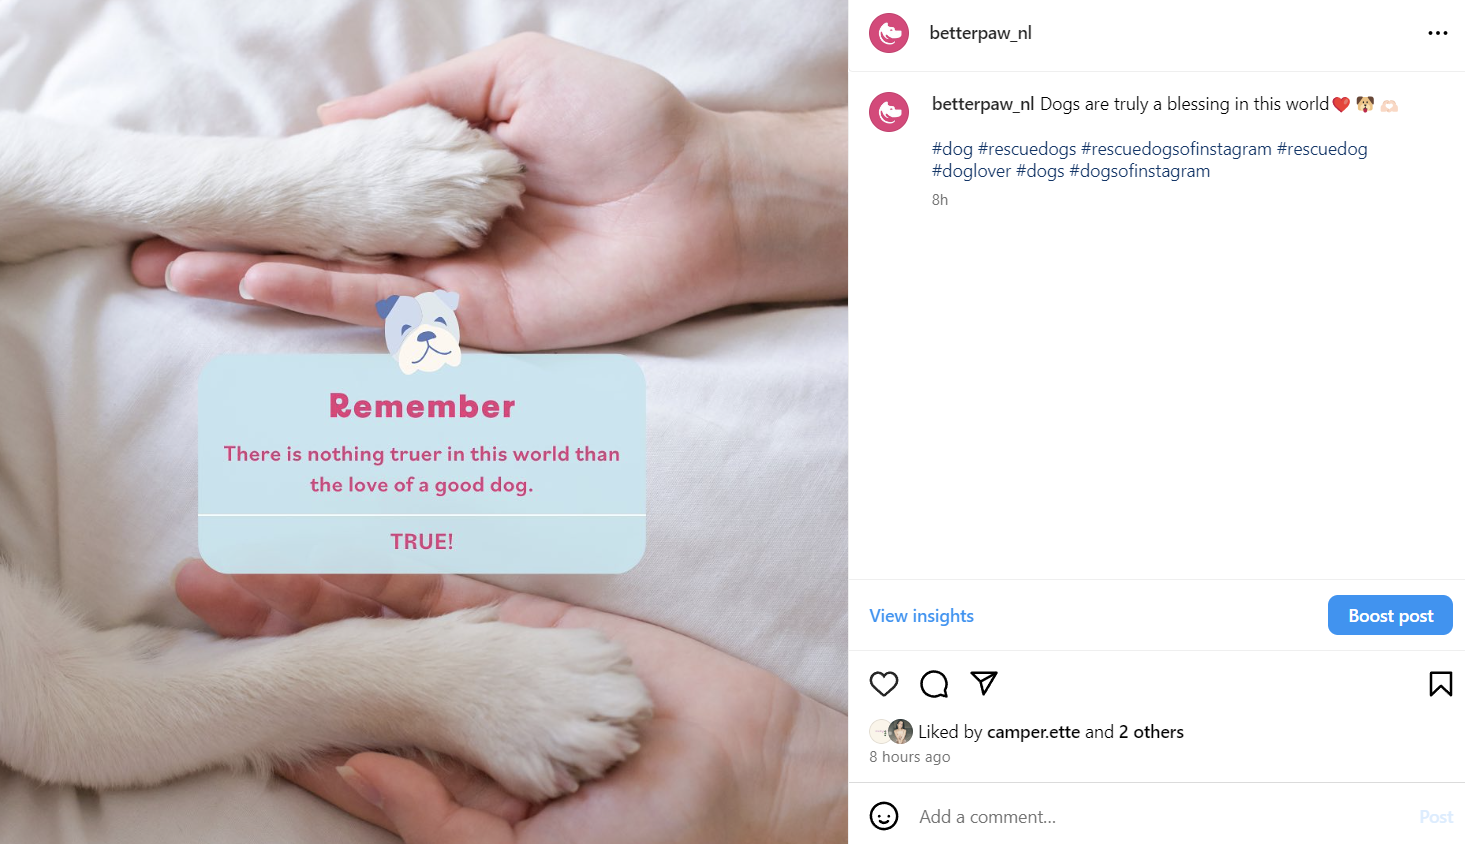 betterpaw_nl
betterpaw_nl Dogs are truly a blessing in this world❤️🐶🫶🏻
#dog #rescuedogs #rescuedogsofinstagram #rescuedog
#doglover #dogs #dogsofinstagram
8h
Remember
There is nothing truer in this world than
the love of a good dog.
TRUE!
View insights
Boost post
Liked by camper.ette and 2 others
8 hours ago
Add a comment...
Post